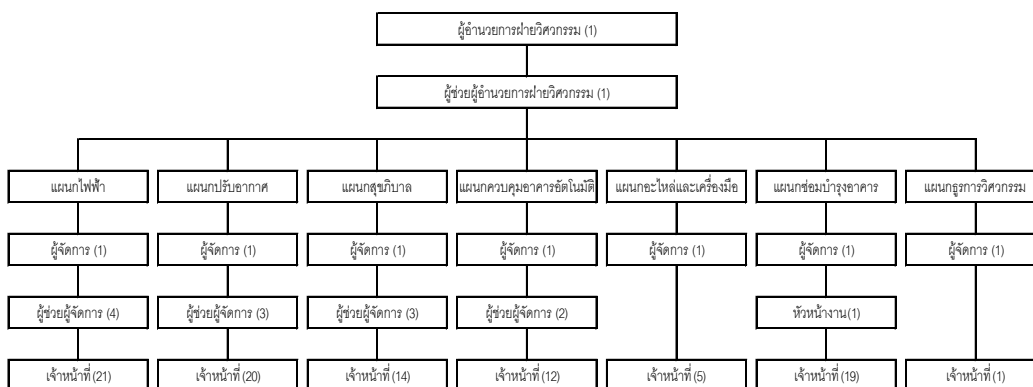 ผู้อำนวยการฝ่ายวิศวกรรม (1)
ผู้ช่วยผู้อำนวยการฝ่ายวิศวกรรม (1)
แผนกไฟฟ้า
แผนกปรับอากาศ
แผนกสุขภิบาล
แผนกควบคุมอาคารอัตโนมัติ
แผนกอะไหล่และเครื่องมือ
แผนกซ่อมบำรุงอาคาร
แผนกธุรการวิศวกรรม
ผู้จัดการ (1)
ผู้จัดการ (1)
ผู้จัดการ (1)
ผู้จัดการ (1)
ผู้จัดการ (1)
ผู้จัดการ (1)
ผู้จัดการ (1)
ผู้ช่วยผู้จัดการ (4)
ผู้ช่วยผู้จัดการ (3)
ผู้ช่วยผู้จัดการ (3)
ผู้ช่วยผู้จัดการ (2)
หัวหน้างาน(1)
เจ้าหน้าที่ (21)
เจ้าหน้าที่ (20)
เจ้าหน้าที่ (14)
เจ้าหน้าที่ (12)
เจ้าหน้าที่ (5)
เจ้าหน้าที่ (19)
เจ้าหน้าที่ (1)